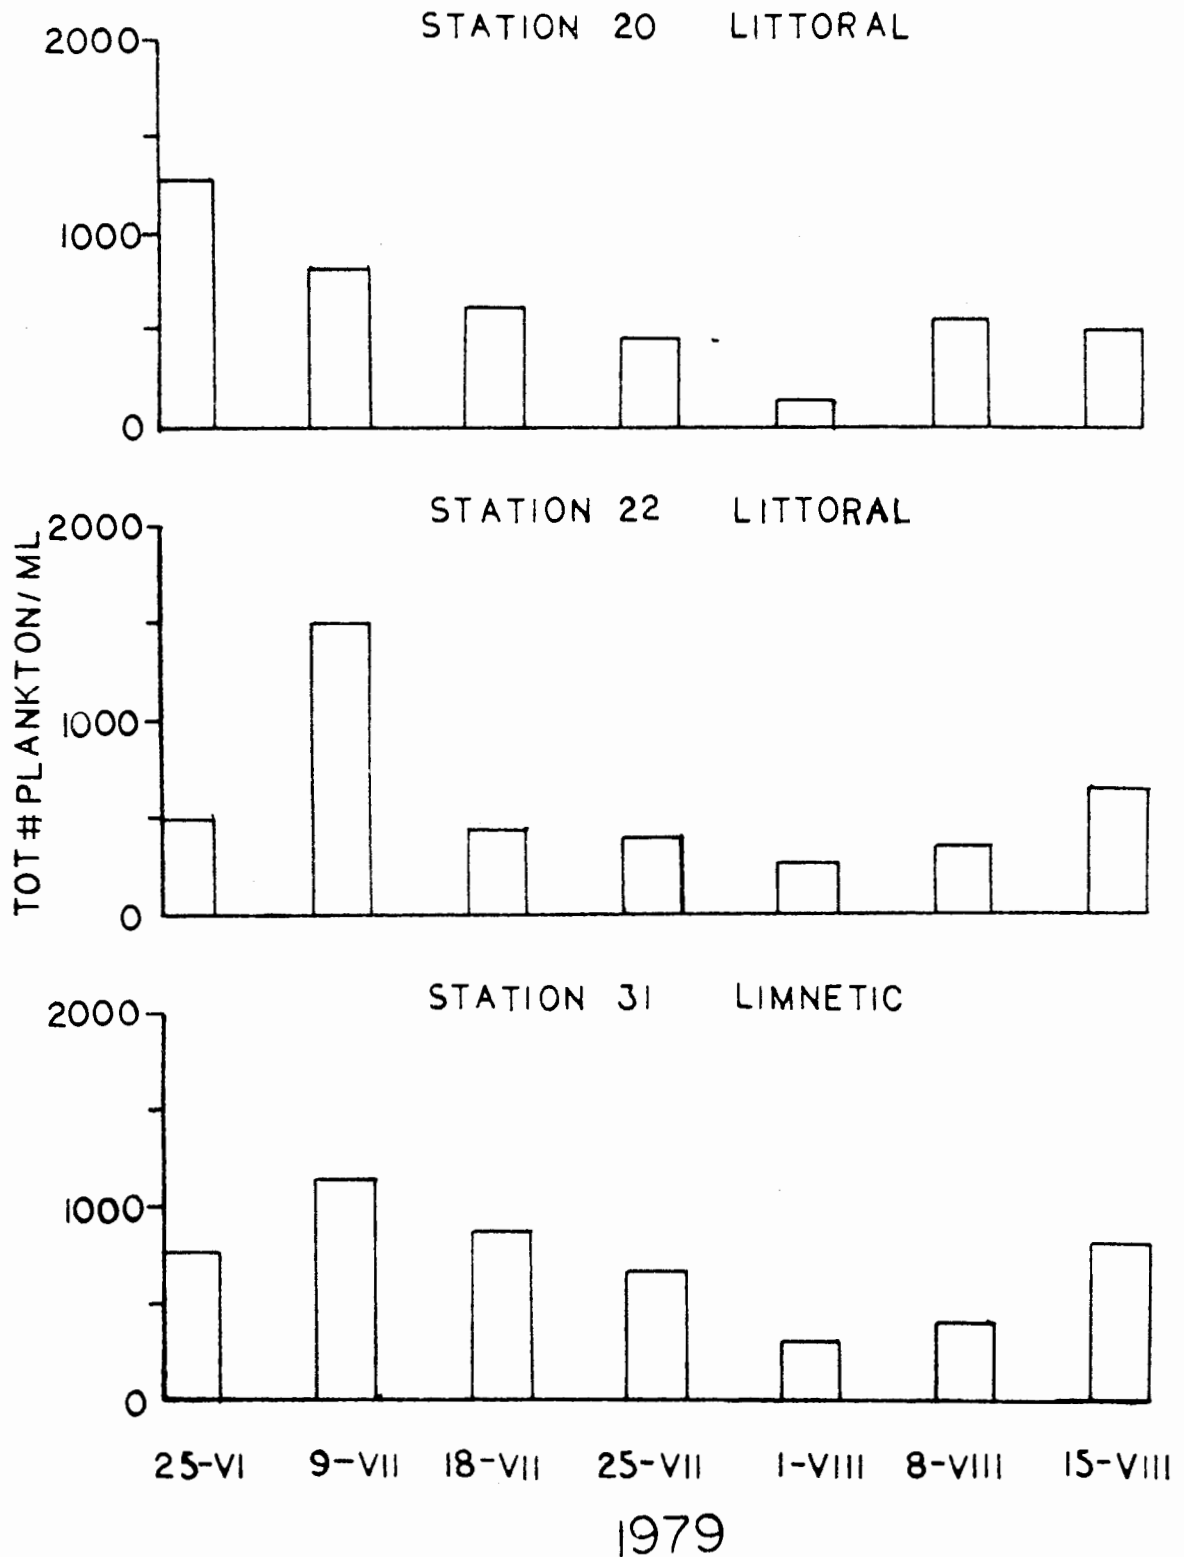 STATION 20 LITTORAL
2000
1000
0
STATION 22 LITTORAL
TOT # PLANKTON/ML
2000
1000
0
STATION 31 LIMNETIC
2000
1000
0
25-VI 9-VII 18-VII 25-VII 1-VIII 8-VIII 15-VIII
1979